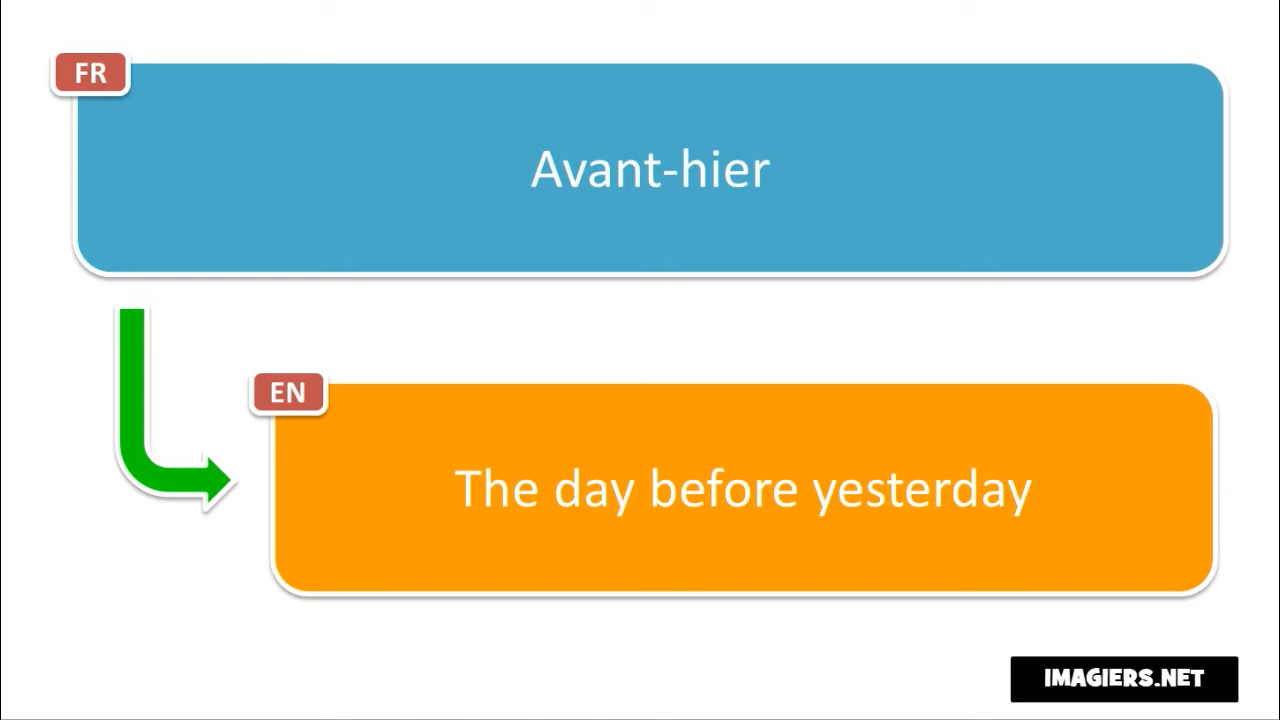 FR
Avant-hier
EN
The day before yesterday
IMAGIERS.NET